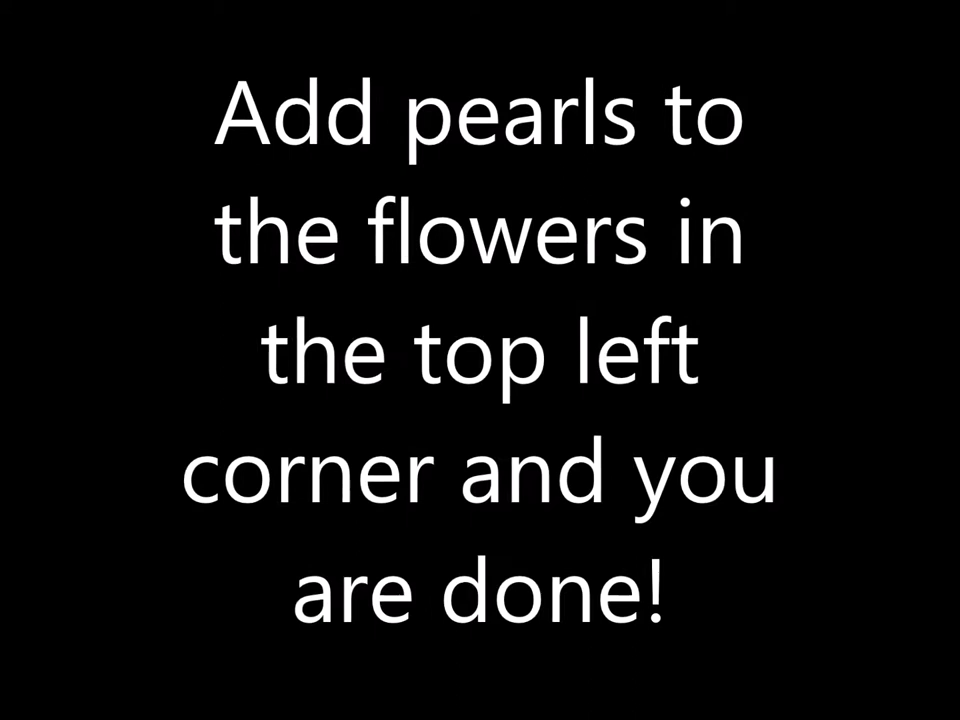 Add pearls to
the flowers in
the top left
corner and you
are done!